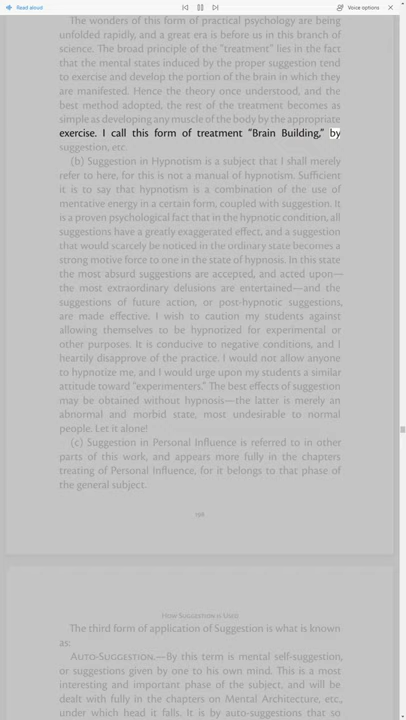 Read aloud
Voice options
The wonders of this form of practical psychology are being
unfolded rapidly, and a great era is before us in this branch of
science. The broad principle of the "treatment" lies in the fact
that the mental states induced by the proper suggestion tend
to exercise and develop the portion of the brain in which they
are manifested. Hence the theory once understood, and the
best method adopted, the rest of the treatment becomes as
simple as developing any muscle of the body by the appropriate
exercise. I call this form of treatment “Brain Building,” by
suggestion, etc.
(b) Suggestion in Hypnotism is a subject that I shall merely
refer to here, for this is not a manual of hypnotism. Sufficient
it is to say that hypnotism is a combination of the use of
mentative energy in a certain form, coupled with suggestion. It
is a proven psychological fact that in the hypnotic condition, all
suggestions have a greatly exaggerated effect, and a suggestion
that would scarcely be noticed in the ordinary state becomes a
strong motive force to one in the state of hypnosis. In this state
the most absurd suggestions are accepted, and acted upon—
the most extraordinary delusions are entertained—and the
suggestions of future action, or post-hypnotic suggestions,
are made effective. I wish to caution my students against
allowing themselves to be hypnotized for experimental or
other purposes. It is conducive to negative conditions, and I
heartily disapprove of the practice. I would not allow anyone
to hypnotize me, and I would urge upon my students a similar
attitude toward “experimenters.” The best effects of suggestion
may be obtained without hypnosis—the latter is merely an
abnormal and morbid state, most undesirable to normal
people. Let it alone!
(c) Suggestion in Personal Influence is referred to in other
parts of this work, and appears more fully in the chapters
treating of Personal Influence, for it belongs to that phase of
the general subject.
How Suggestion is Used
The third form of application of Suggestion is what is known
as:
Auto-Suggestion.—By this term is mental self-suggestion,
or suggestions given by one to his own mind. This is a most
interesting and important phase of the subject, and will be
dealt with fully in the chapters on Mental Architecture, etc.,
under which head it falls. It is by auto-suggestions that so